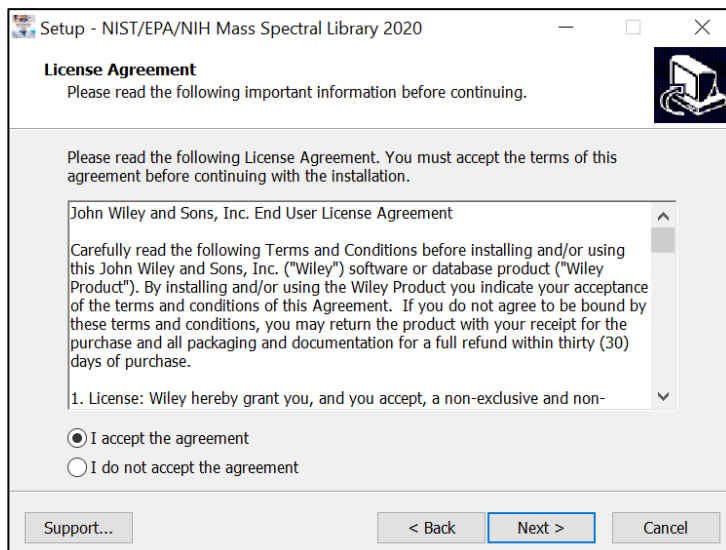 Setup - NIST/EPA/NIH Mass Spectral Library 2020
License Agreement
Please read the following important information before continuing.
Please read the following License Agreement. You must accept the terms of this
agreement before continuing with the installation.
John Wiley and Sons, Inc. End User License Agreement
Carefully read the following Terms and Conditions before installing and/or using
this John Wiley and Sons, Inc. ("Wiley") software or database product ("Wiley
Product"). By installing and/or using the Wiley Product you indicate your acceptance
of the terms and conditions of this Agreement.  If you do not agree to be bound by
these terms and conditions, you may return the product with your receipt for the
purchase and all packaging and documentation for a full refund within thirty (30)
days of purchase.
1. License: Wiley hereby grant you, and you accept, a non-exclusive and non-
I accept the agreement
I do not accept the agreement
Support...
< Back
Next >
Cancel